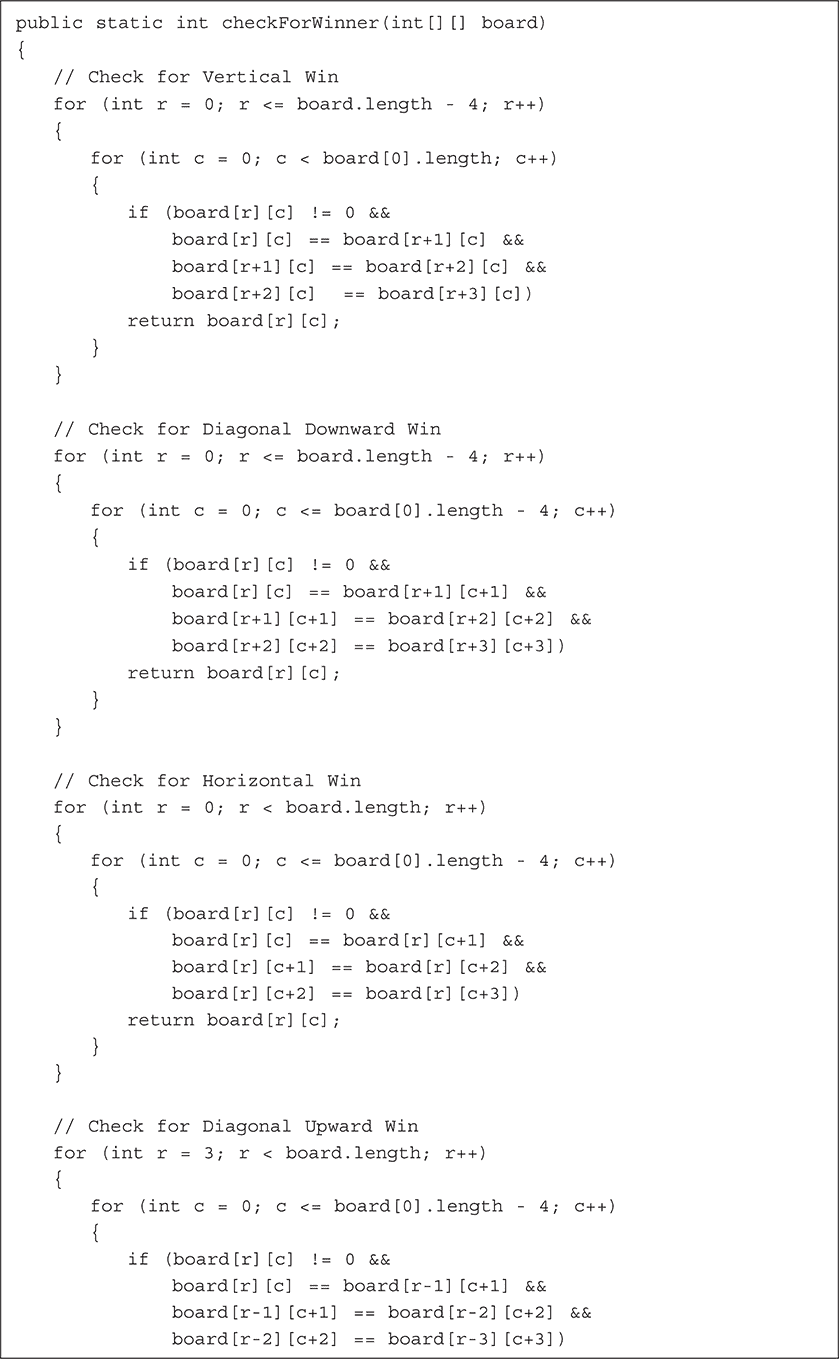 public static int checkForWinner(int[][] board)
{
   // Check for Vertical Win
   for (int r = 0; r <= board.length - 4; r++)
   {
      for (int c = 0; c < board[0].length; c++)
      {
         if (board[r][c] != 0 &&
             board[r][c] == board[r+1][c] &&
             board[r+1][c] == board[r+2][c] &&
             board[r+2][c]  == board[r+3][c])
         return board[r][c];
      }
   }

   // Check for Diagonal Downward Win
   for (int r = 0; r <= board.length - 4; r++)
   {
      for (int c = 0; c <= board[0].length - 4; c++)
      {
         if (board[r][c] != 0 &&
             board[r][c] == board[r+1][c+1] &&
             board[r+1][c+1] == board[r+2][c+2] &&
             board[r+2][c+2] == board[r+3][c+3])
         return board[r][c];
      }
   }

   // Check for Horizontal Win
   for (int r = 0; r < board.length; r++)
   {
      for (int c = 0; c <= board[0].length - 4; c++)
      {
         if (board[r][c] != 0 &&
             board[r][c] == board[r][c+1] &&
             board[r][c+1] == board[r][c+2] &&
             board[r][c+2] == board[r][c+3])
         return board[r][c];
      }
   }

   // Check for Diagonal Upward Win
   for (int r = 3; r < board.length; r++)
   {
      for (int c = 0; c <= board[0].length - 4; c++)
      {
         if (board[r][c] != 0 &&
             board[r][c] == board[r-1][c+1] &&
             board[r-1][c+1] == board[r-2][c+2] &&
             board[r-2][c+2] == board[r-3][c+3])